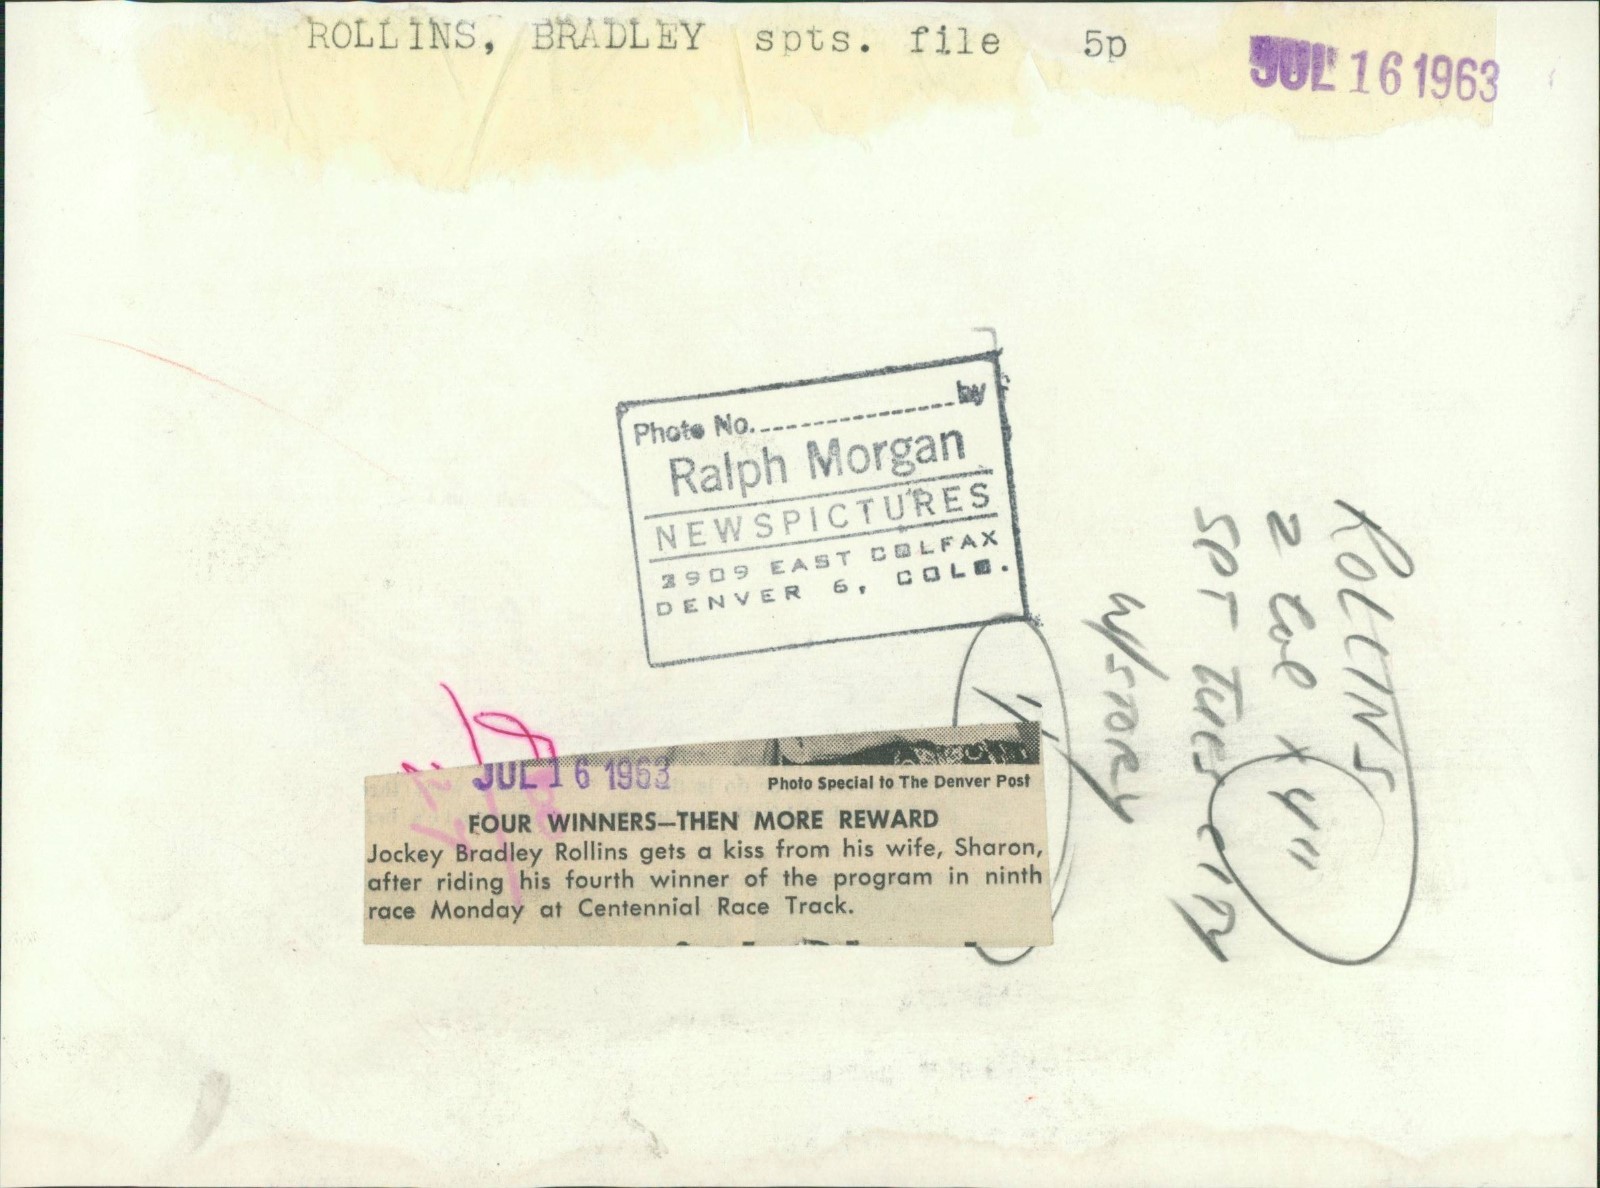 ROLLINS, BRADLEY spts. file 5p
JUL 16 1963
Photo No. by
Ralph Morgan
NEWSPICTURES
3909 EAST COLFAX
DENVER 6, COLO.
ROLLINS
2 col x 4"
SPT TUES
W/STORY
JUL 16 1963
Photo Special to The Denver Post
FOUR WINNERS—THEN MORE REWARD
Jockey Bradley Rollins gets a kiss from his wife, Sharon,
after riding his fourth winner of the program in ninth
race Monday at Centennial Race Track.